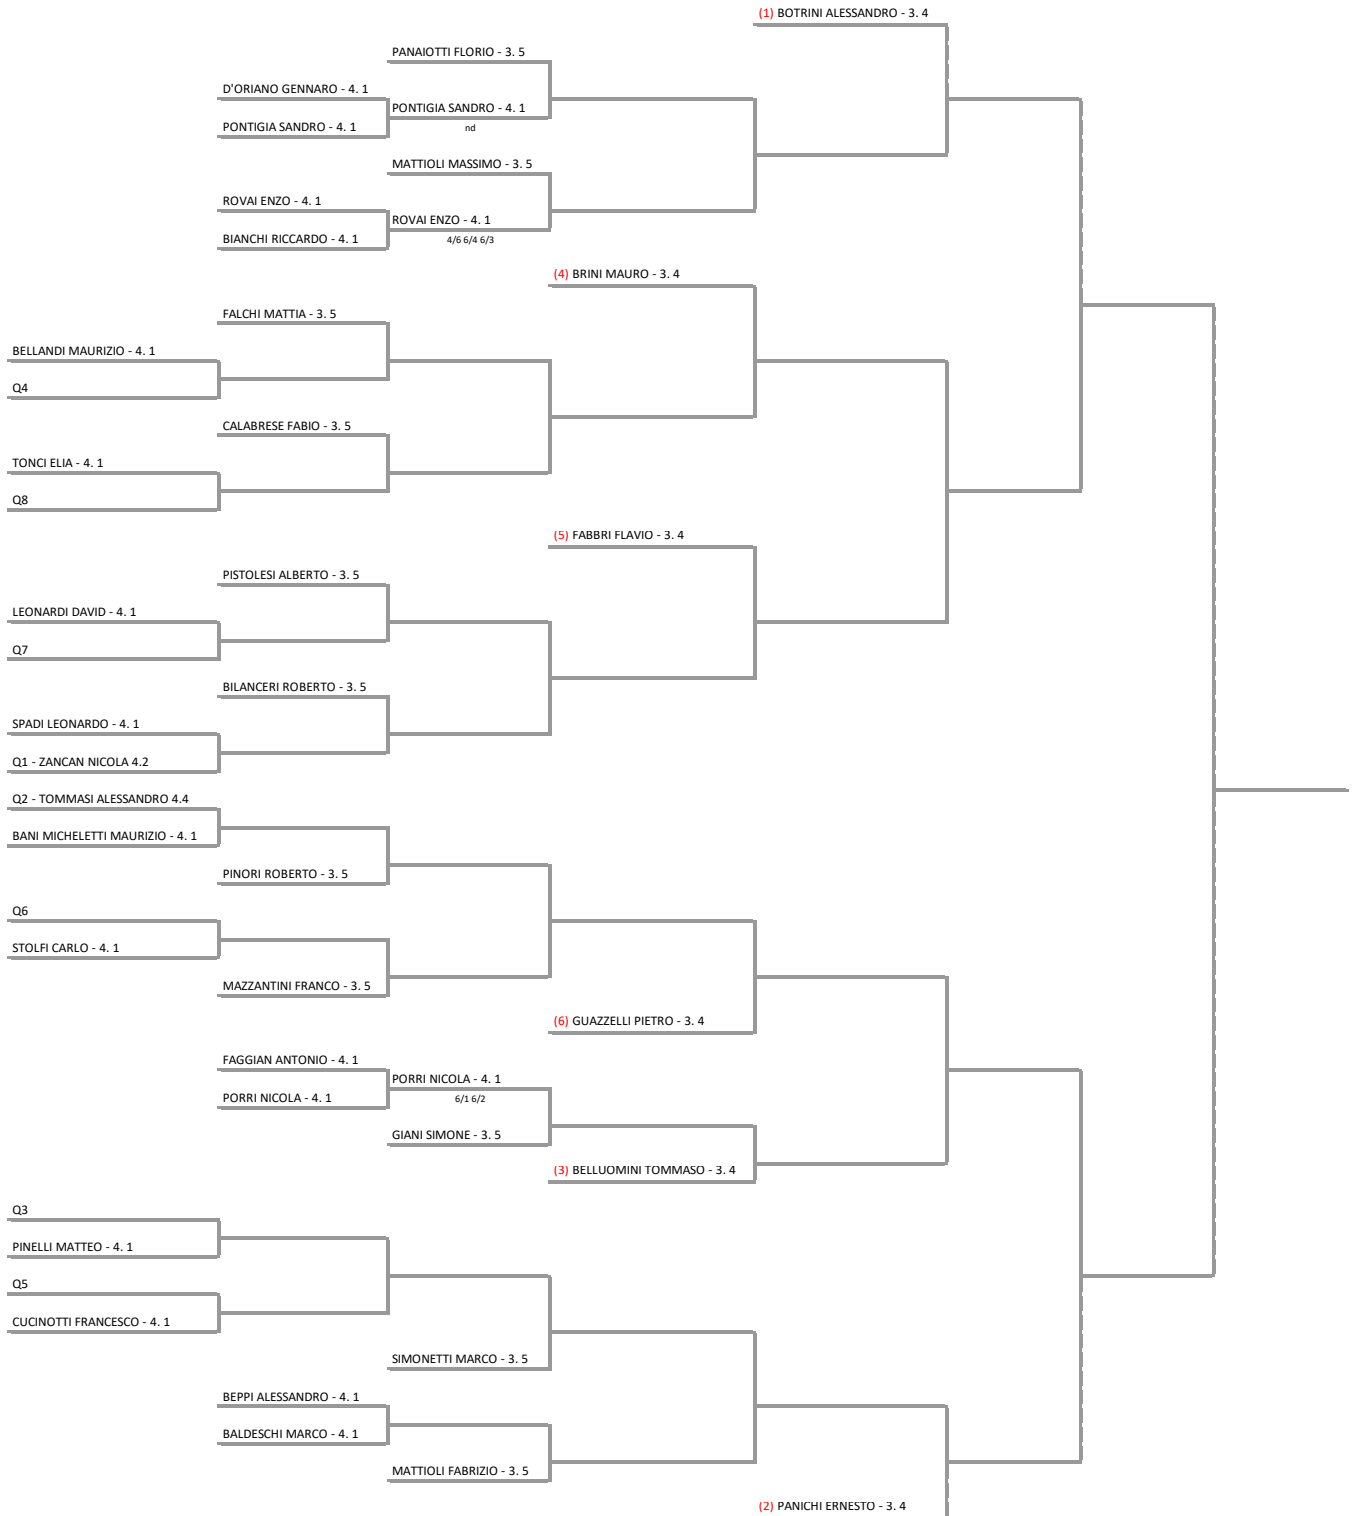 (1) BOTRINI ALESSANDRO - 3. 4
PANAIOTTI FLORIO - 3. 5
D'ORIANO GENNARO - 4. 1
PONTIGIA SANDRO - 4. 1
nd
PONTIGIA SANDRO - 4. 1
MATTIOLI MASSIMO - 3. 5
ROVAI ENZO - 4. 1
ROVAI ENZO - 4. 1
4/6 6/4 6/3
BIANCHI RICCARDO - 4. 1
(4) BRINI MAURO - 3. 4
FALCHI MATTIA - 3. 5
BELLANDI MAURIZIO - 4. 1
Q4
CALABRESE FABIO - 3. 5
TONCI ELIA - 4. 1
Q8
(5) FABBRI FLAVIO - 3. 4
PISTOLESI ALBERTO - 3. 5
LEONARDI DAVID - 4. 1
Q7
BILANCERI ROBERTO - 3. 5
SPADI LEONARDO - 4. 1
Q1 - ZANCAN NICOLA 4.2
Q2 - TOMMASI ALESSANDRO 4.4
BANI MICHELETTI MAURIZIO - 4. 1
PINORI ROBERTO - 3. 5
Q6
STOLFI CARLO - 4. 1
MAZZANTINI FRANCO - 3. 5
(6) GUAZZELLI PIETRO - 3. 4
FAGGIAN ANTONIO - 4. 1
PORRI NICOLA - 4. 1
6/1 6/2
PORRI NICOLA - 4. 1
GIANI SIMONE - 3. 5
(3) BELLUOMINI TOMMASO - 3. 4
Q3
PINELLI MATTEO - 4. 1
Q5
CUCINOTTI FRANCESCO - 4. 1
SIMONETTI MARCO - 3. 5
BEPPI ALESSANDRO - 4. 1
BALDESCHI MARCO - 4. 1
MATTIOLI FABRIZIO - 3. 5
(2) PANICHI ERNESTO - 3. 4